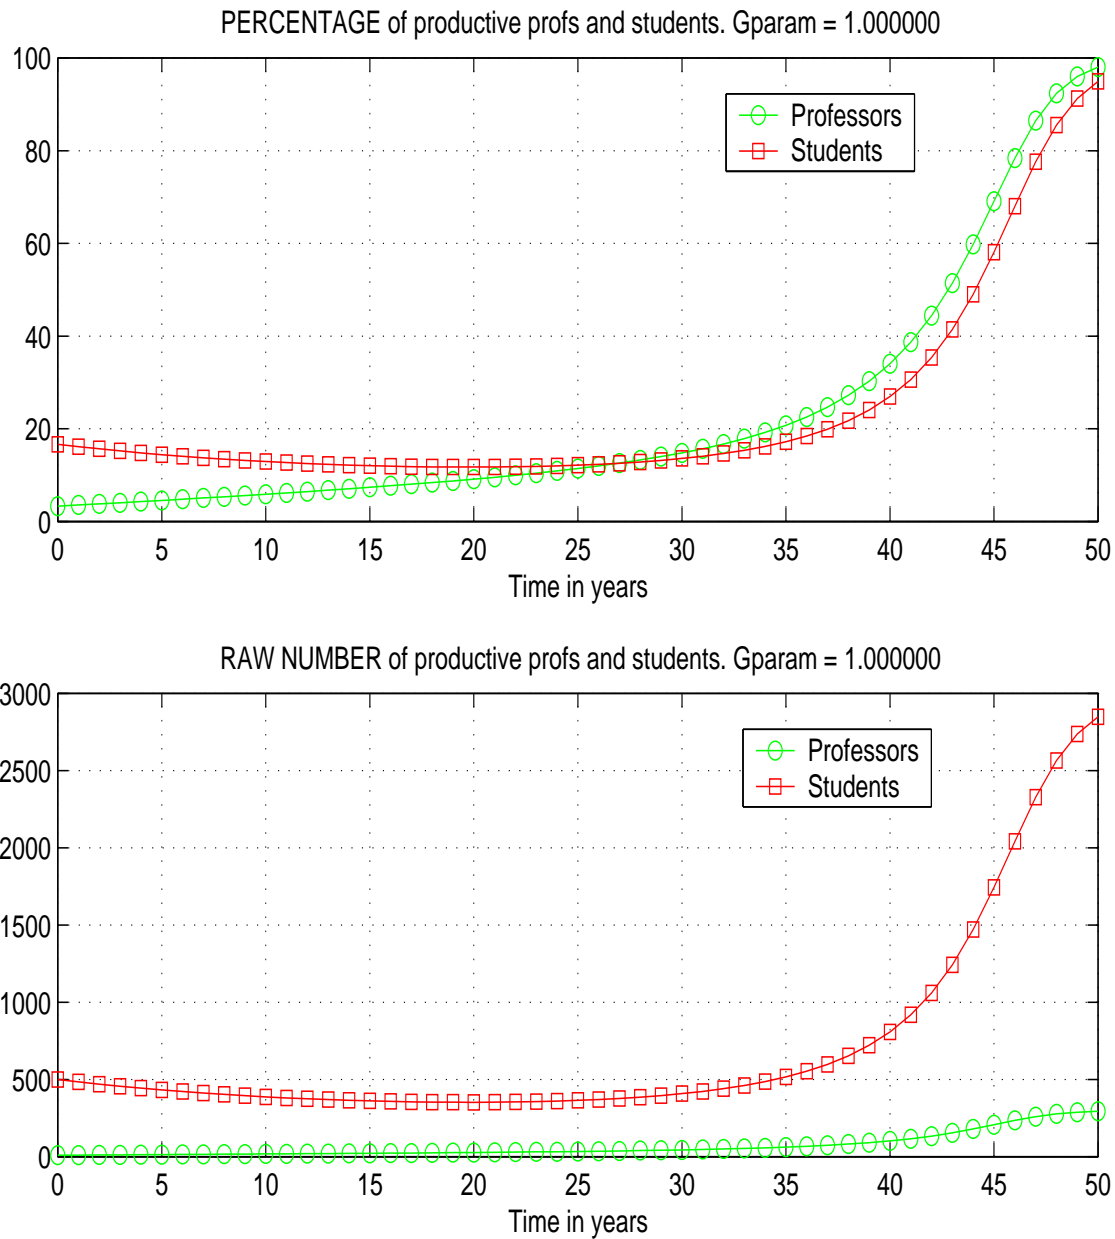 PERCENTAGE of productive profs and students. Gparam = 1.000000
100
80
60
40
20
0
Professors
Students
0 5 10 15 20 25 30 35 40 45 50
Time in years
RAW NUMBER of productive profs and students. Gparam = 1.000000
3000
2500
2000
1500
1000
500
0
Professors
Students
0 5 10 15 20 25 30 35 40 45 50
Time in years